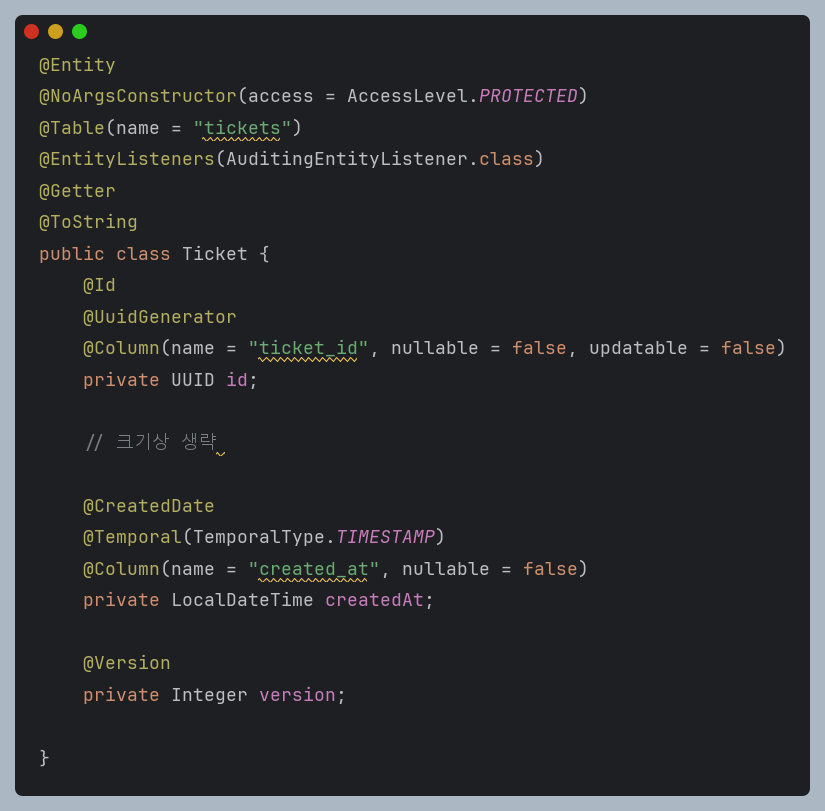 @Entity
@NoArgsConstructor(access = AccessLevel.PROTECTED)
@Table(name = "tickets")
@EntityListeners(AuditingEntityListener.class)
@Getter
@ToString
public class Ticket {
    @Id
    @UuidGenerator
    @Column(name = "ticket_id", nullable = false, updatable = false)
    private UUID id;

    // 크기상 생략

    @CreatedDate
    @Temporal(TemporalType.TIMESTAMP)
    @Column(name = "created_at", nullable = false)
    private LocalDateTime createdAt;

    @Version
    private Integer version;

}